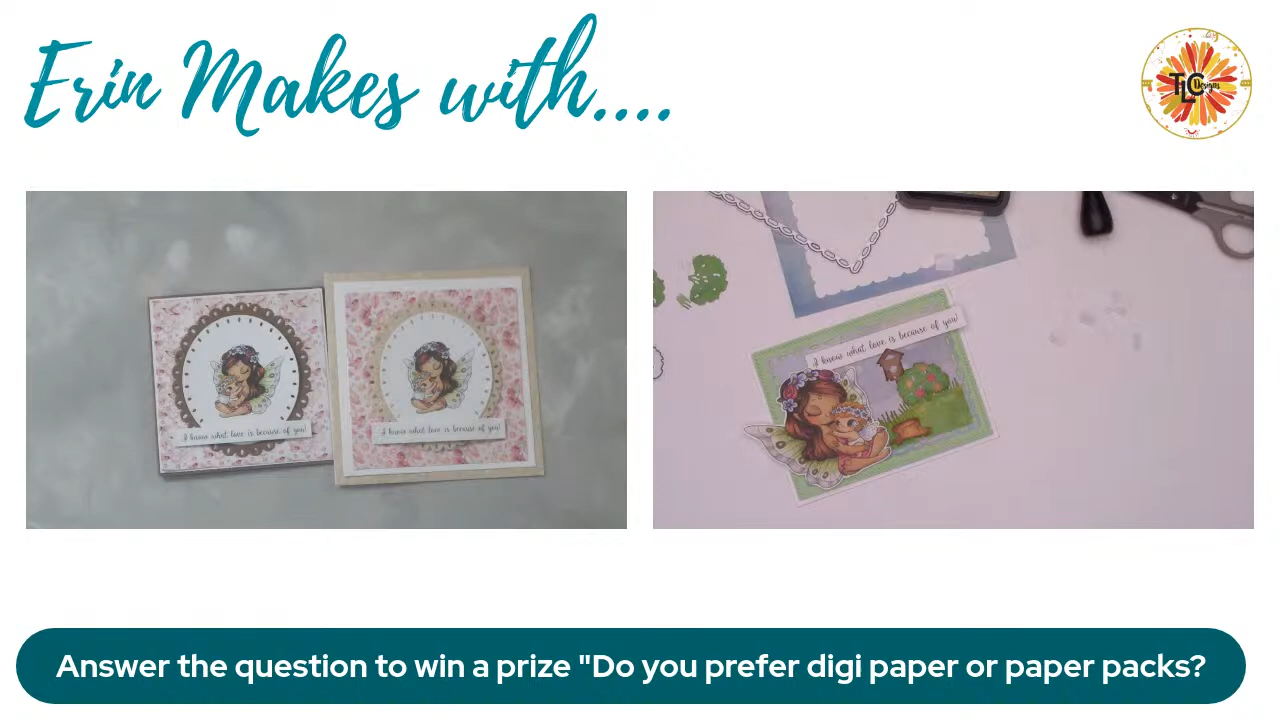 Erin Makes with....
TLC
Designs
I know what love is because of you!
I know what love is because of you!
I know what love is because of you!
Answer the question to win a prize "Do you prefer digi paper or paper packs?